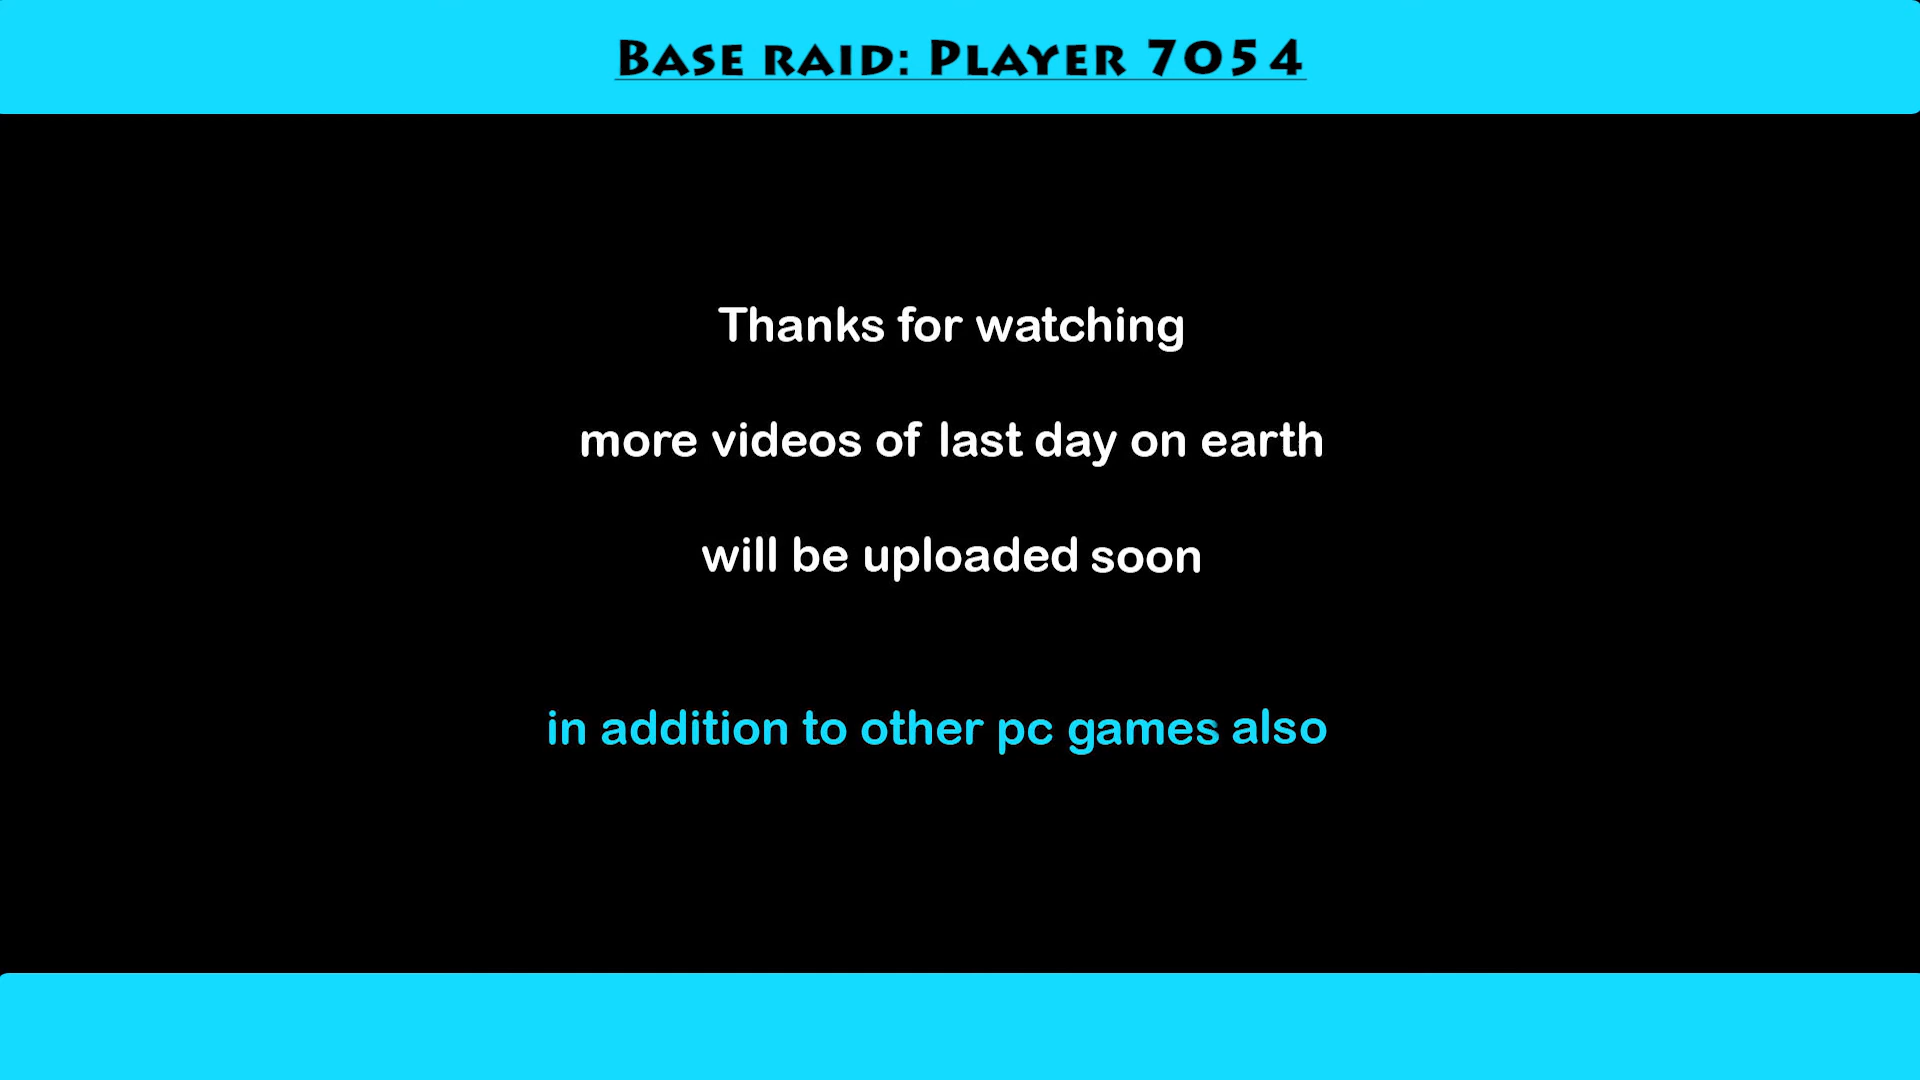 Base raid: Player 7054
Thanks for watching
more videos of last day on earth
will be uploaded soon
in addition to other pc games also